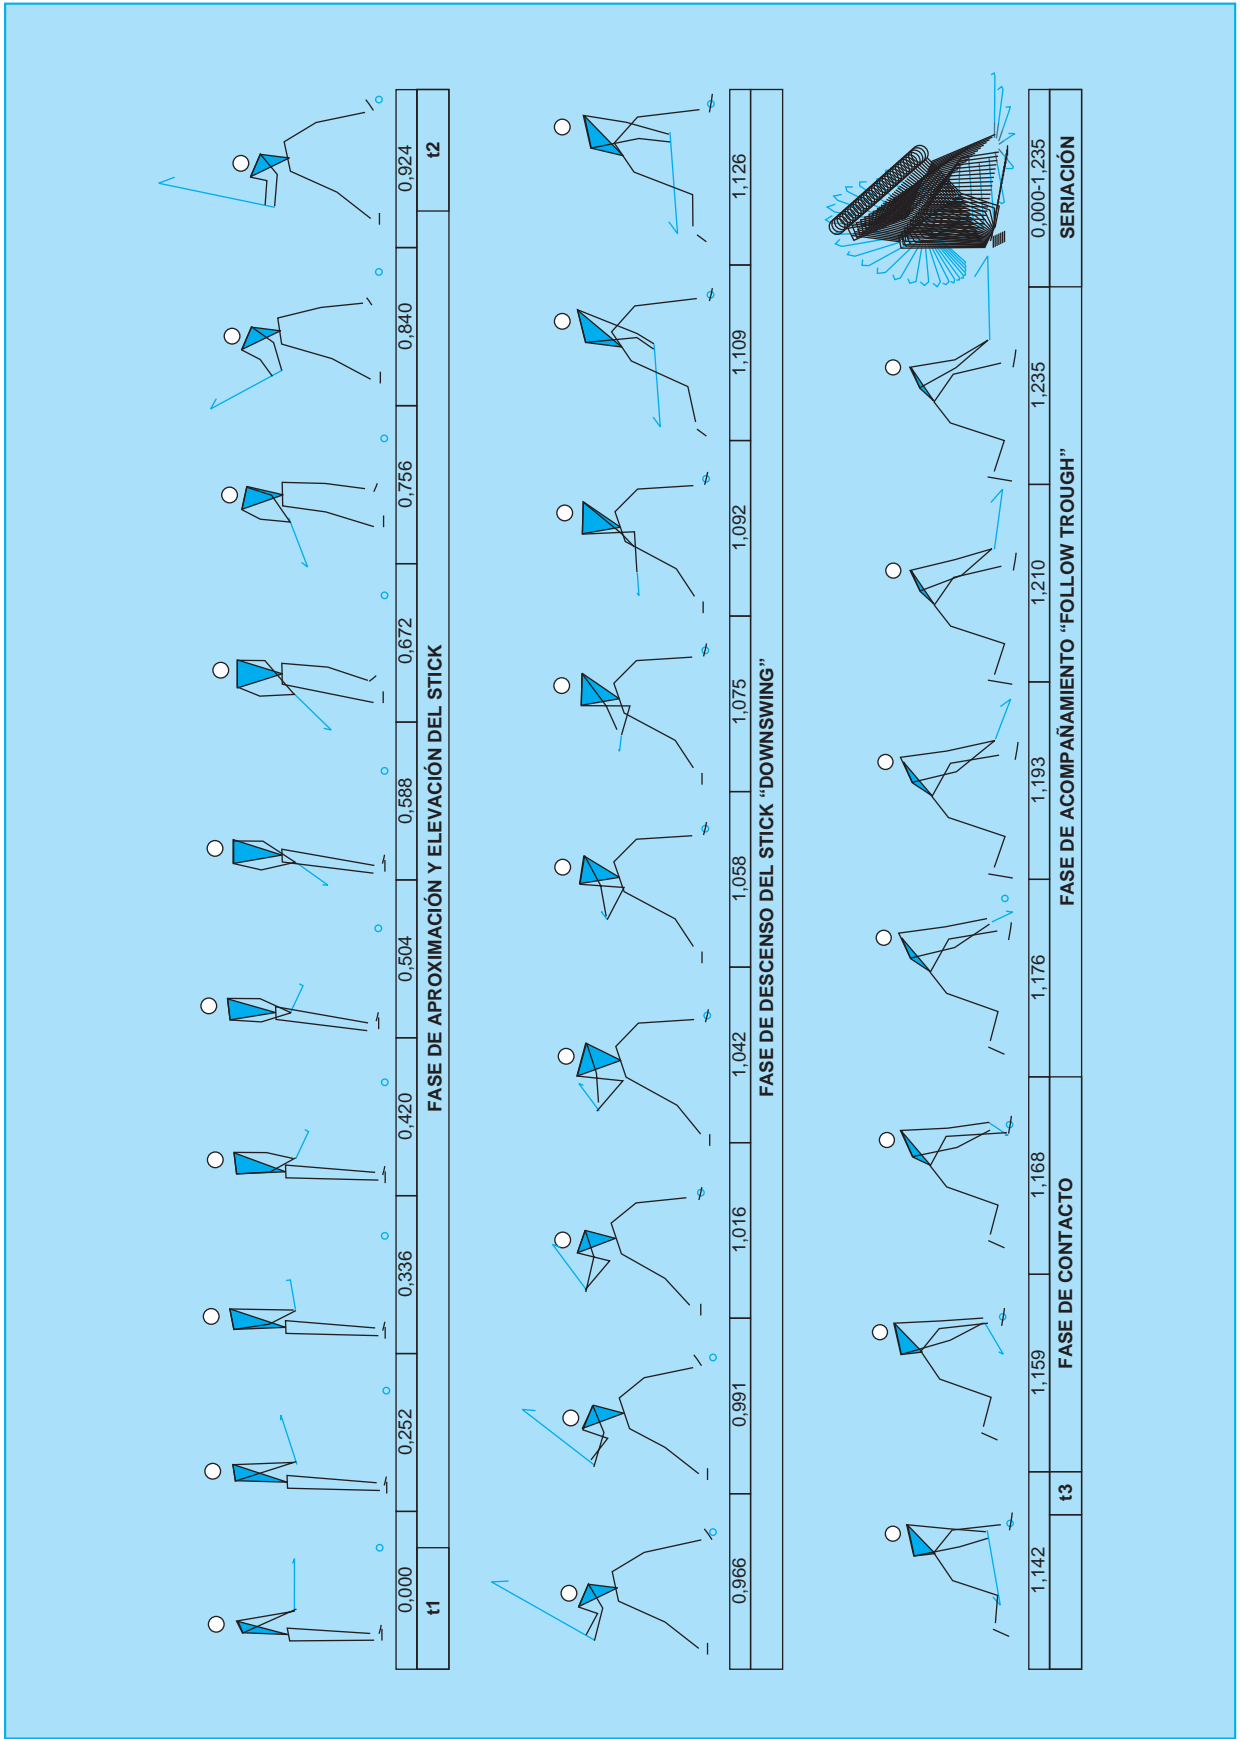 0,000 0,252 0,336 0,420 0,504 0,588 0,672 0,756 0,840 0,924
t1 FASE DE APROXIMACIÓN Y ELEVACIÓN DEL STICK t2
0,966 0,991 1,016 1,042 1,058 1,075 1,092 1,109 1,126
FASE DE DESCENSO DEL STICK “DOWNSWING”
1,142 1,159 1,168 1,176 1,193 1,210 1,235 0,000-1,235
t3 FASE DE CONTACTO FASE DE ACOMPAÑAMIENTO “FOLLOW TROUGH” SERIACIÓN